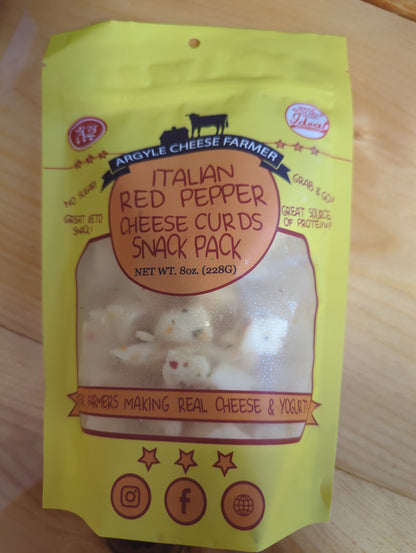 ARGYLE CHEESE FARMER
ITALIAN
RED PEPPER
CHEESE CURDS
SNACK PACK
NET WT. 8oz. (228G)
NO SUGAR!
GREAT KETO
SNACK!
GRAB & GO!
GREAT SOURCE
OF PROTEIN!
Ideal
FARMERS MAKING REAL CHEESE & YOGURT